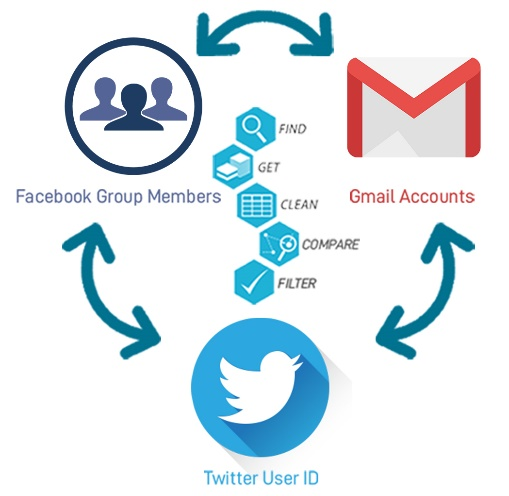 FIND
GET
Facebook Group Members
Gmail Accounts
CLEAN
COMPARE
FILTER
Twitter User ID